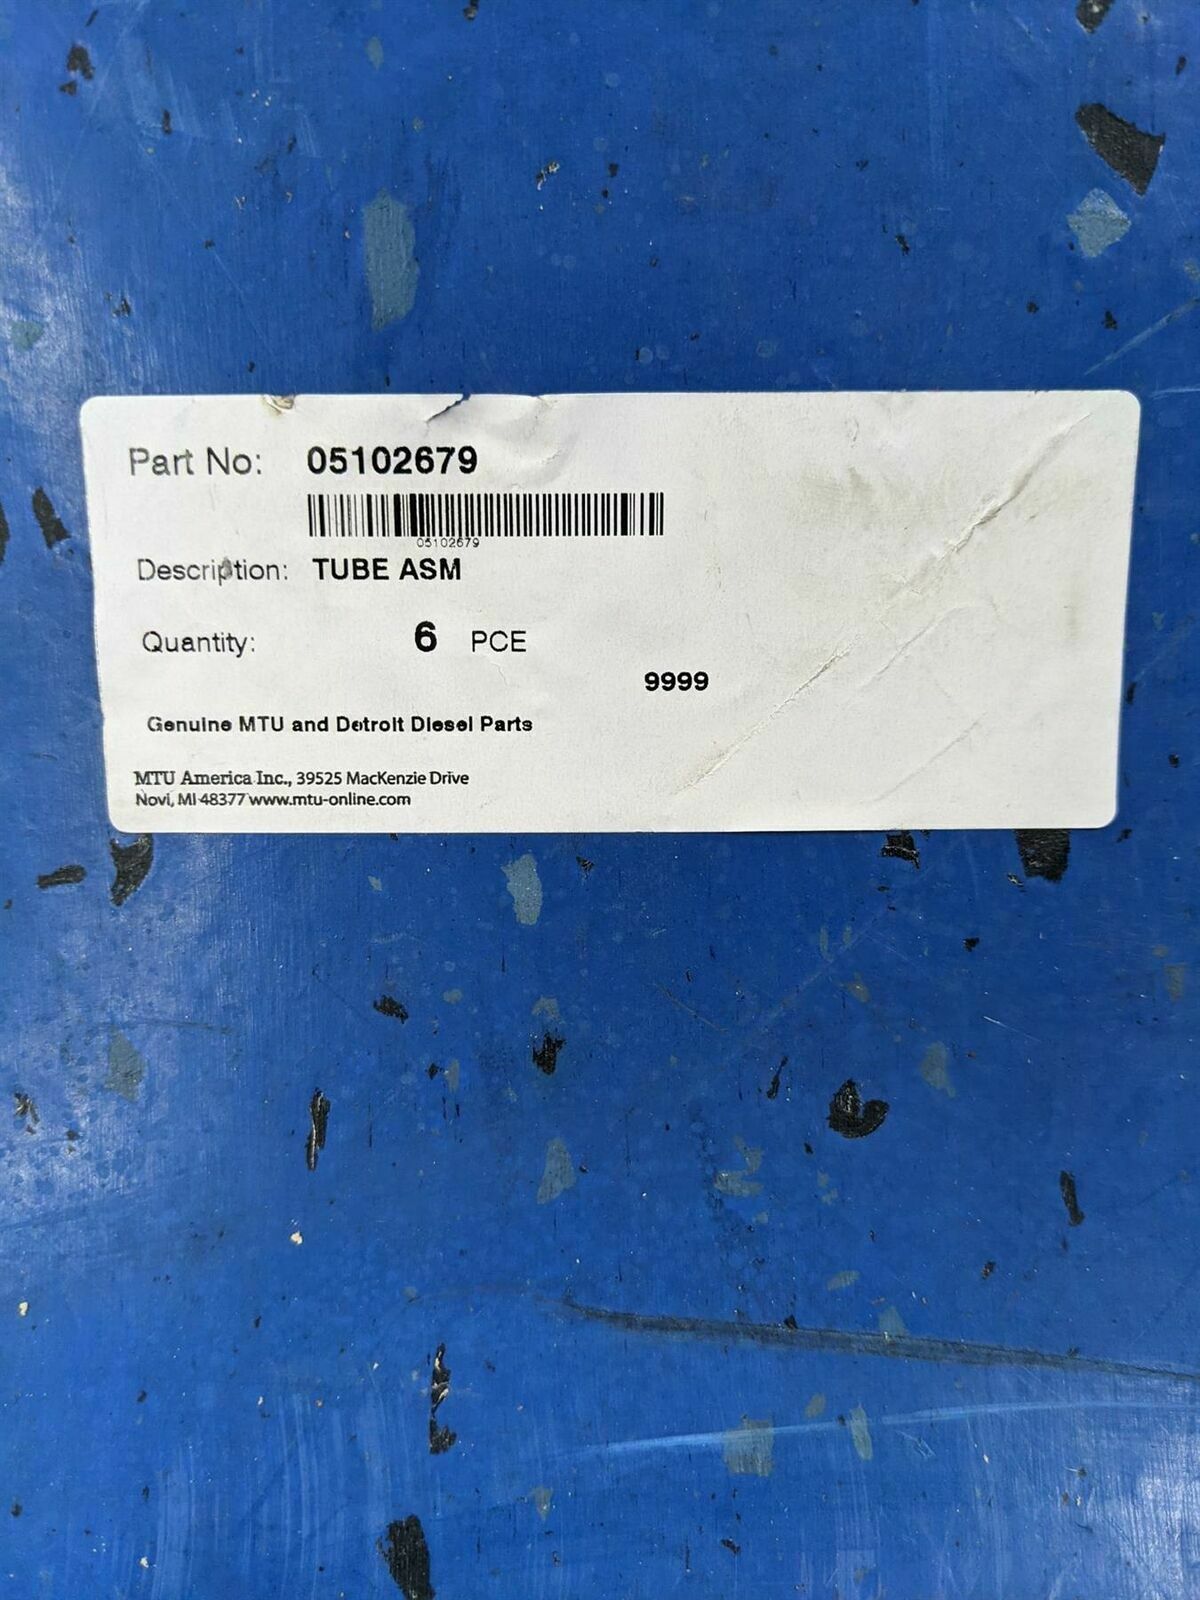 Part No: 05102679
05102679
Description: TUBE ASM
Quantity: 6 PCE
9999
Genuine MTU and Detroit Diesel Parts
MTU America Inc., 39525 MacKenzie Drive
Novi, MI 48377 www.mtu-online.com